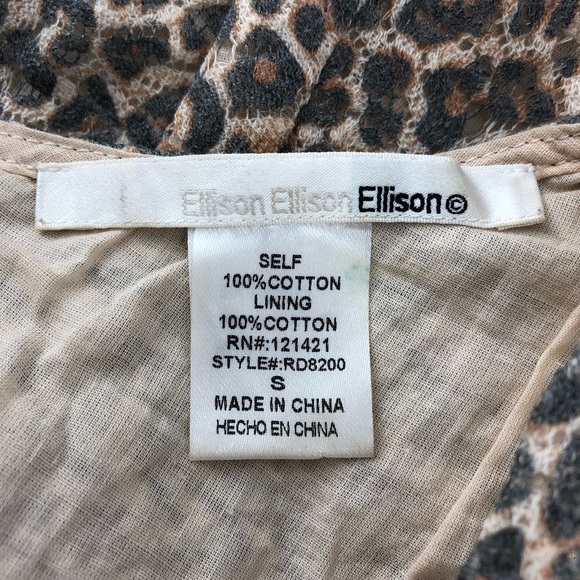 Ellison Ellison Ellison©
SELF
100%COTTON
LINING
100%COTTON
RN#:121421
STYLE#:RD8200
S
MADE IN CHINA
HECHO EN CHINA